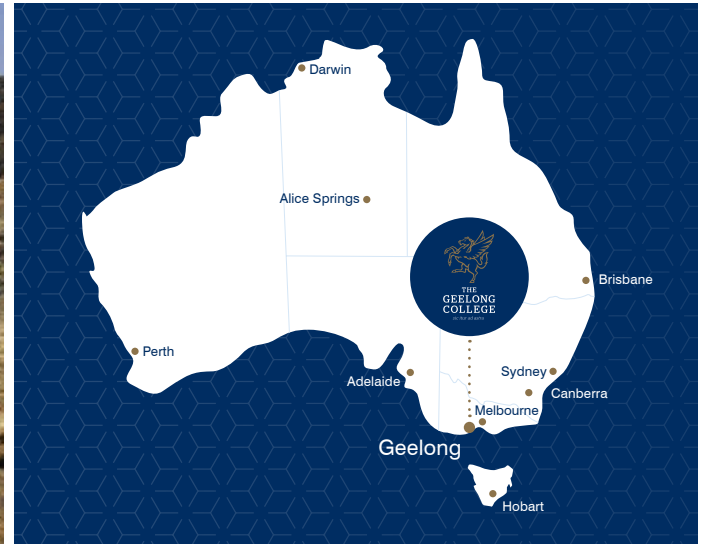 Darwin
Alice Springs
THE
GEELONG
COLLEGE
Brisbane
Perth
Sydney
Adelaide
Canberra
Melbourne
Geelong
Hobart